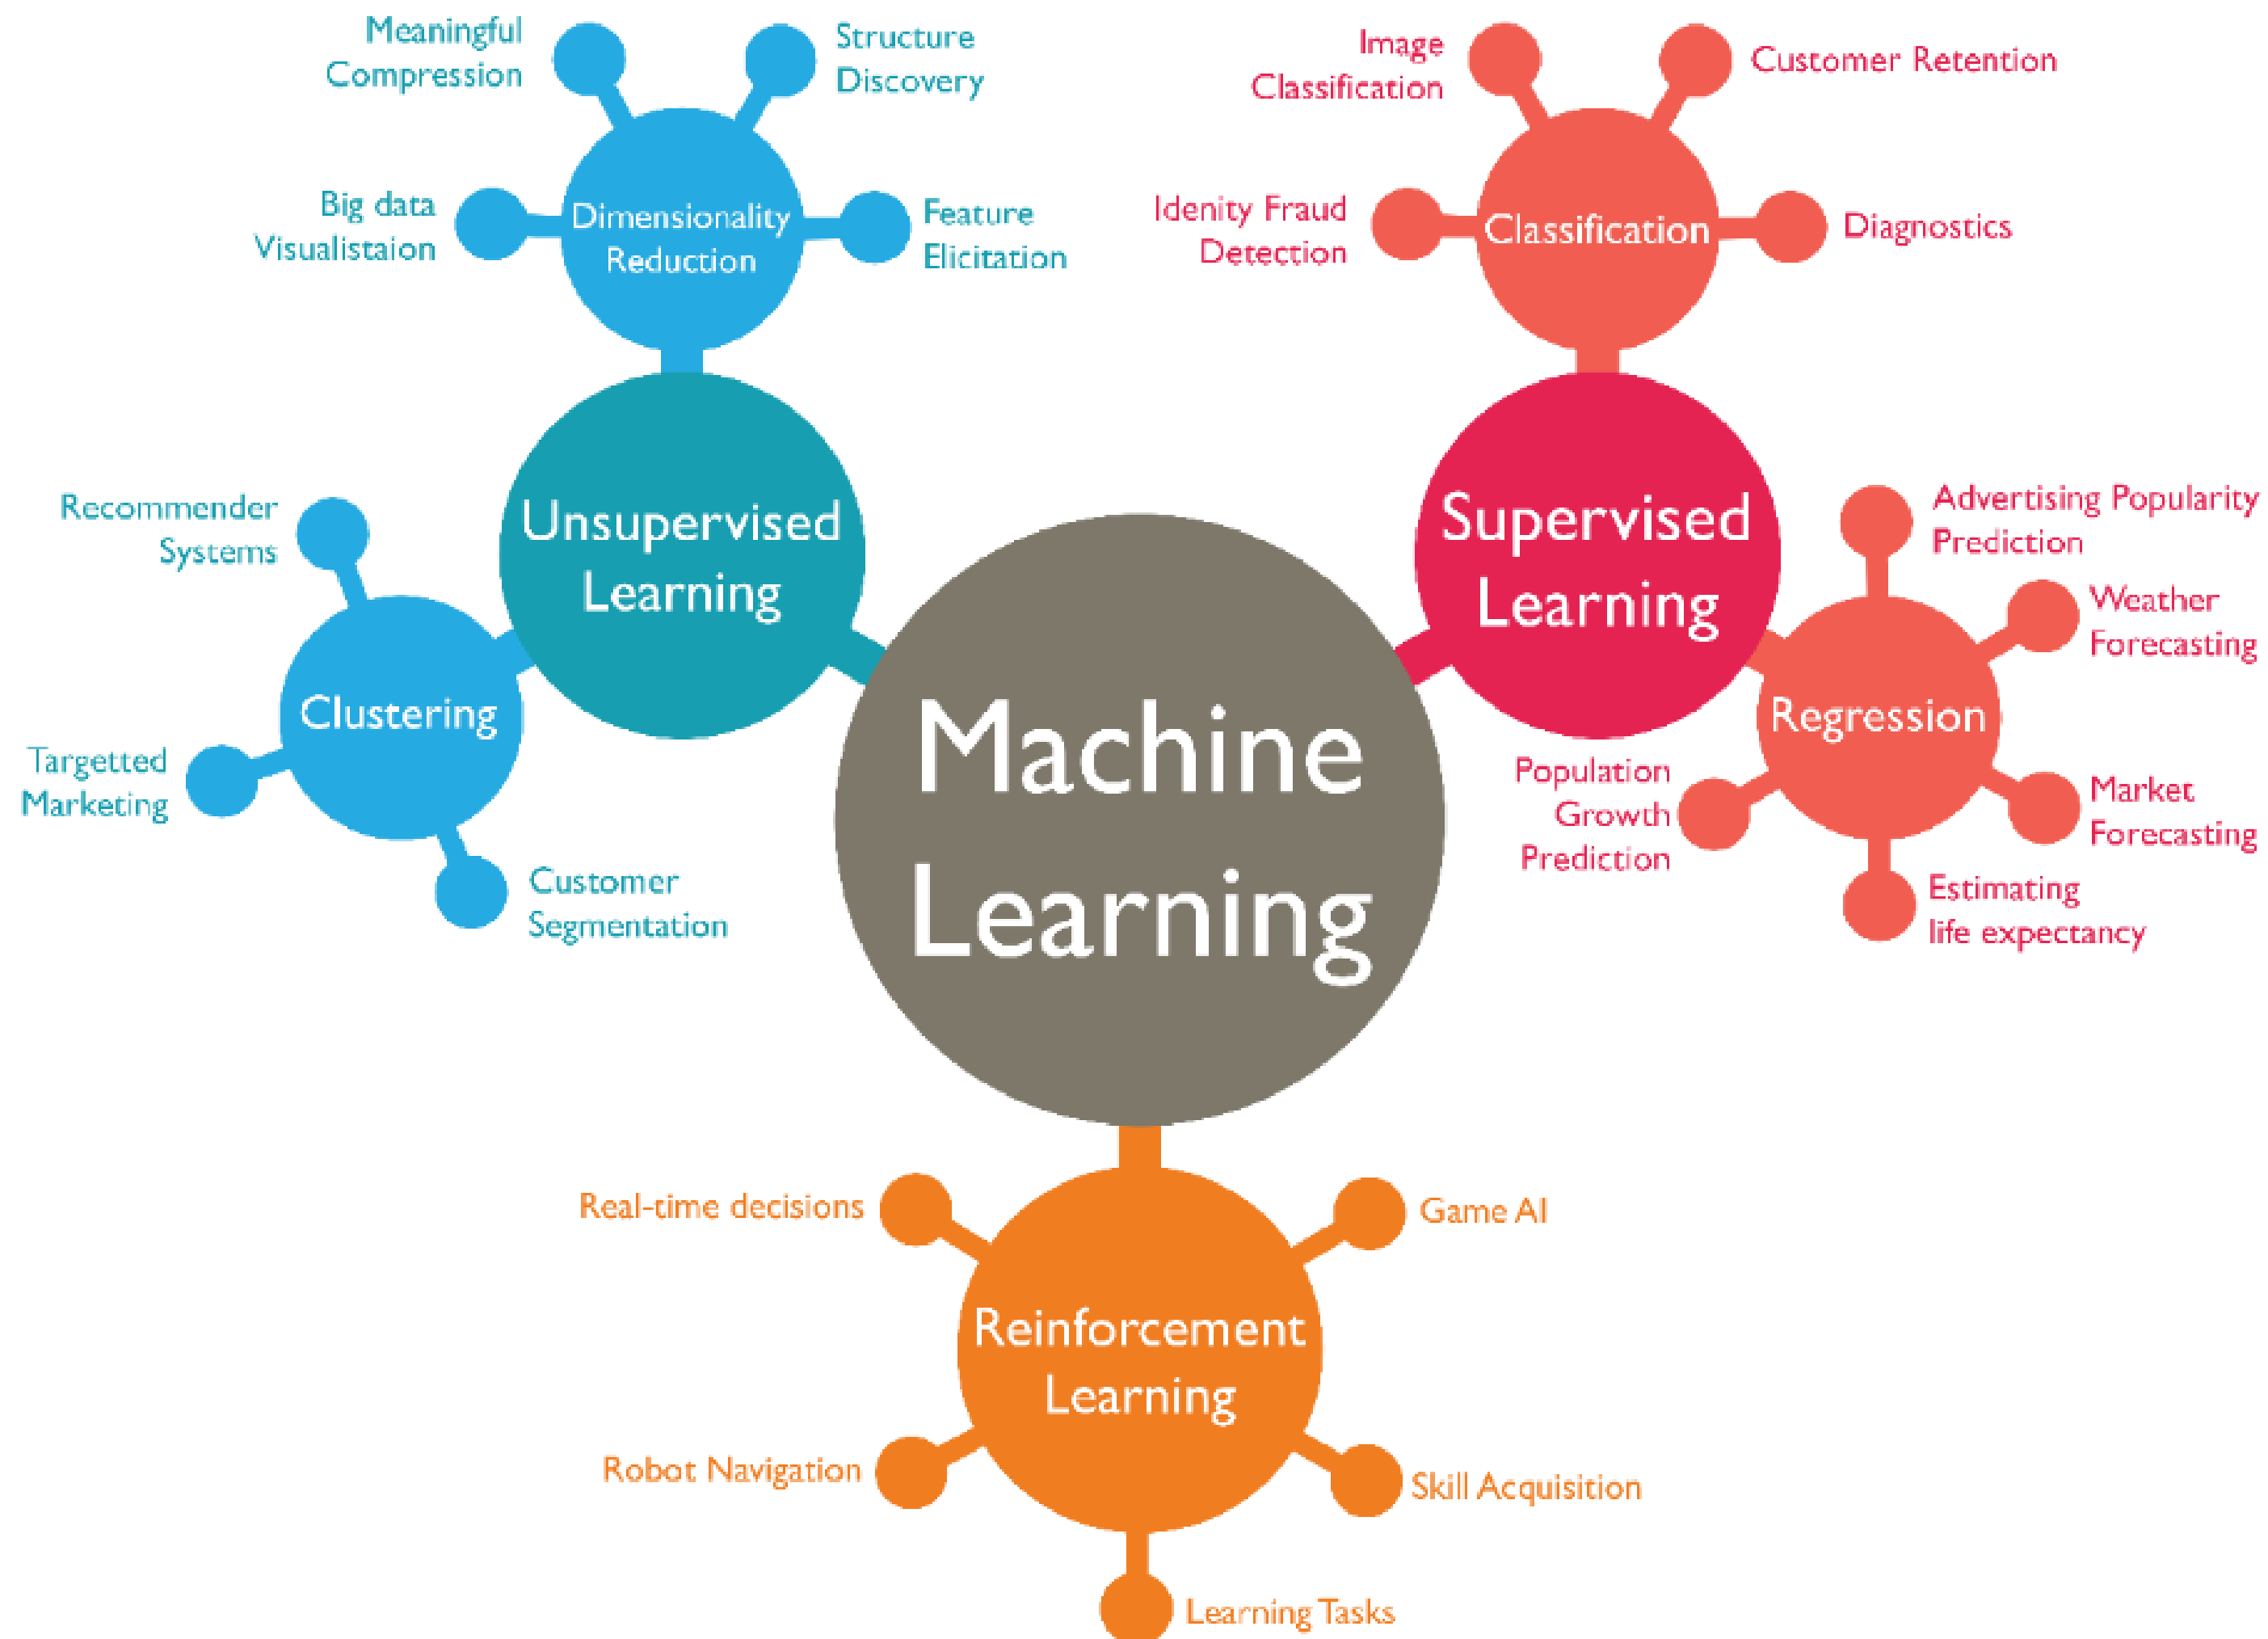 Meaningful
Compression
Structure
Discovery
Big data
Visualistaion
Dimensionality
Reduction
Feature
Elicitation
Image
Classification
Customer Retention
Idenity Fraud
Detection
Classification
Diagnostics
Recommender
Systems
Unsupervised
Learning
Clustering
Targetted
Marketing
Customer
Segmentation
Machine
Learning
Supervised
Learning
Advertising Popularity
Prediction
Weather
Forecasting
Regression
Population
Growth
Prediction
Market
Forecasting
Estimating
life expectancy
Real-time decisions
Game AI
Reinforcement
Learning
Robot Navigation
Skill Acquisition
Learning Tasks